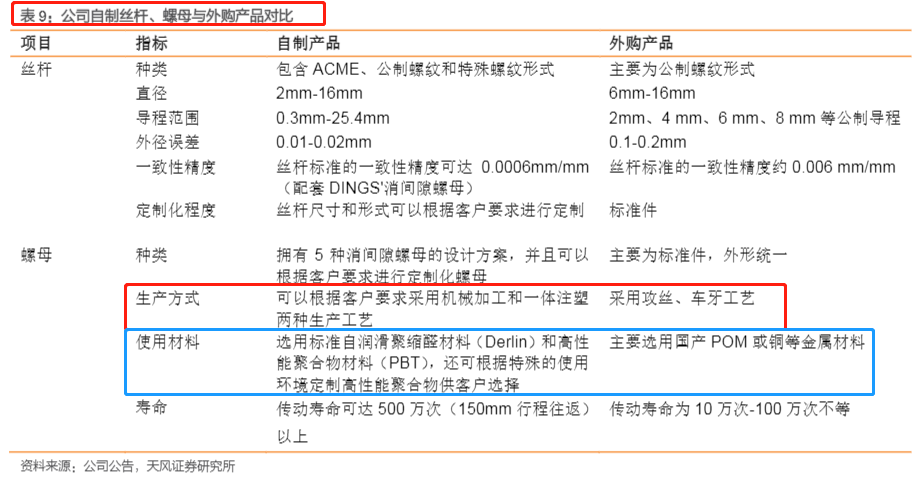 表 9：公司自制丝杆、螺母与外购产品对比
项目 指标 自制产品 外购产品
丝杆 种类 包含 ACME、公制螺纹和特殊螺纹形式 主要为公制螺纹形式
直径 2mm-16mm 6mm-16mm
导程范围 0.3mm-25.4mm 2mm、4 mm、6 mm、8 mm 等公制导程
外径误差 0.01-0.02mm 0.1-0.2mm
一致性精度 丝杆标准的一致性精度可达 0.0006mm/mm 丝杆标准的一致性精度约 0.006 mm/mm
（配套 DINGS'消间隙螺母）
定制化程度 丝杆尺寸和形式可以根据客户要求进行定制 标准件
螺母 种类 拥有 5 种消间隙螺母的设计方案，并且可以 主要为标准件，外形统一
根据客户要求进行定制化螺母
生产方式 可以根据客户要求采用机械加工和一体注塑 采用攻丝、车牙工艺
两种生产工艺
使用材料 选用标准自润滑聚缩醛材料（Derlin）和高性 主要选用国产 POM 或铜等金属材料
能聚合物材料（PBT），还可根据特殊的使用
环境定制高性能聚合物供客户选择
寿命 传动寿命可达 500 万次（150mm 行程往返） 传动寿命为 10 万次-100 万次不等
以上
资料来源：公司公告，天风证券研究所